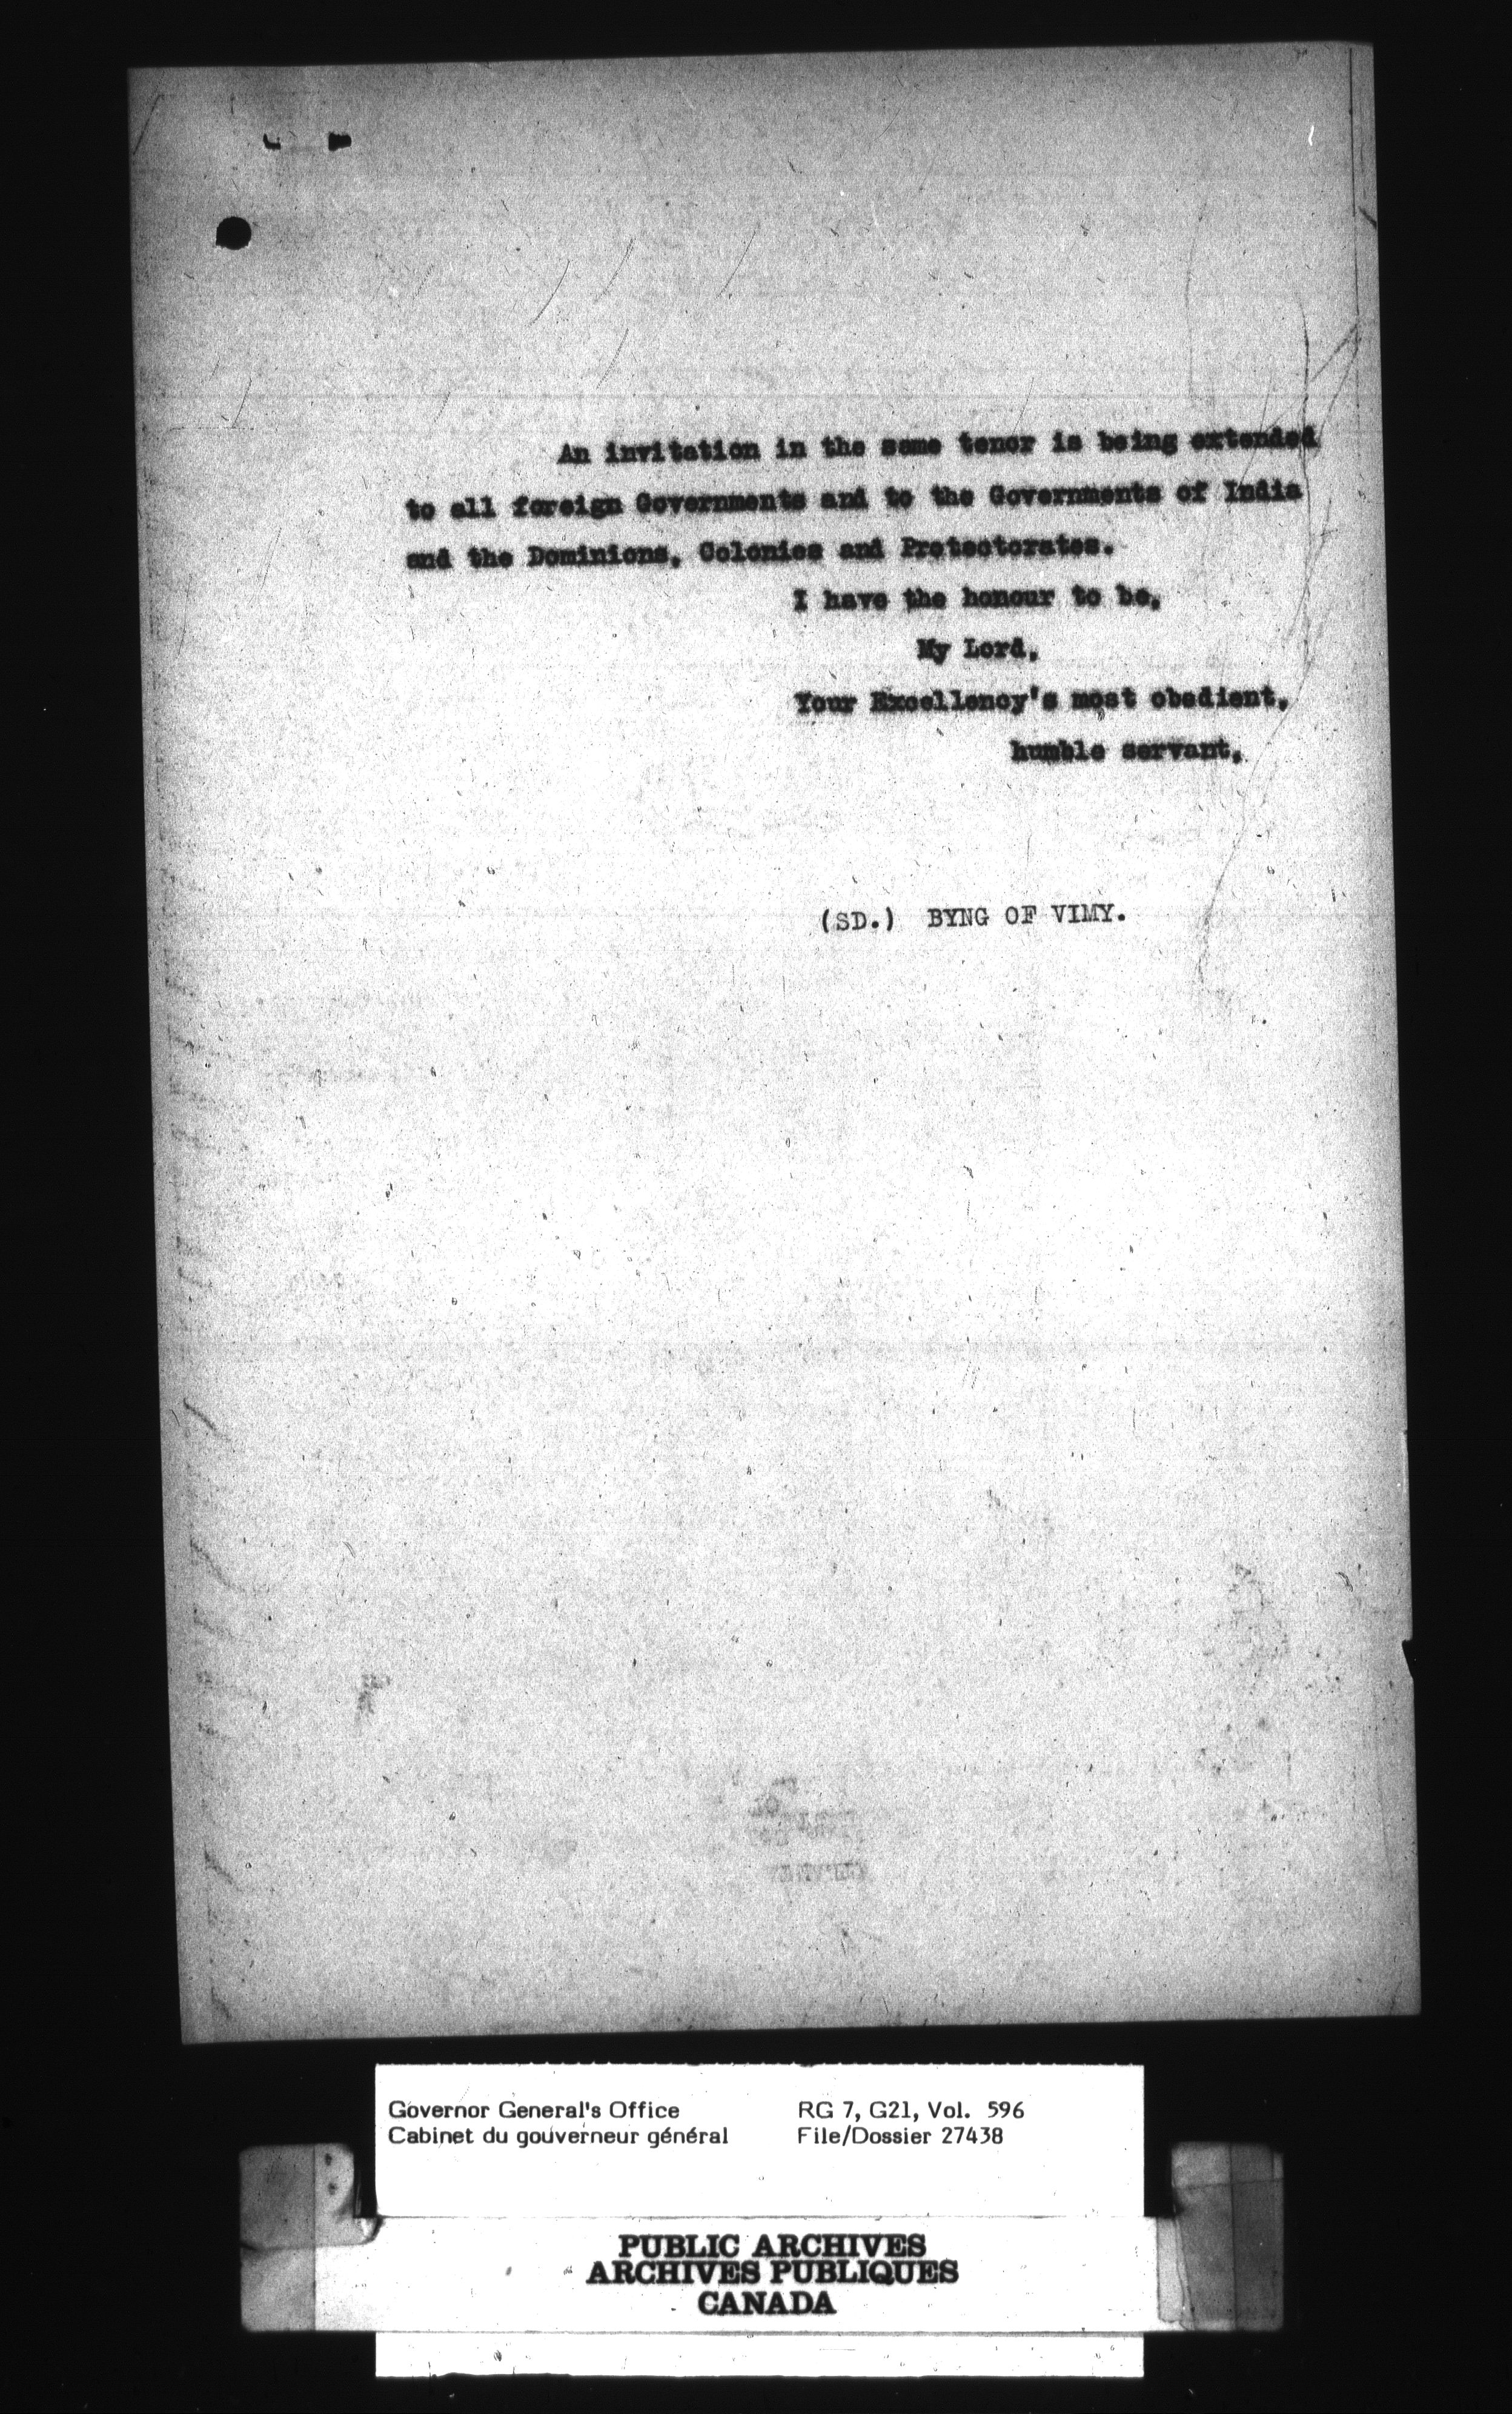 An invitation in the same tenor is being extended
to all foreign Governments and to the Governments of India
and the Dominions, Colonies and Protectorates.
I have the honour to be,
My Lord,
Your Excellency's most obedient,
humble servant,
(SD.) BYNG OF VIMY.
Governor General's Office RG 7, G21, Vol. 596
Cabinet du gouverneur général File/Dossier 27438
PUBLIC ARCHIVES
ARCHIVES PUBLIQUES
CANADA